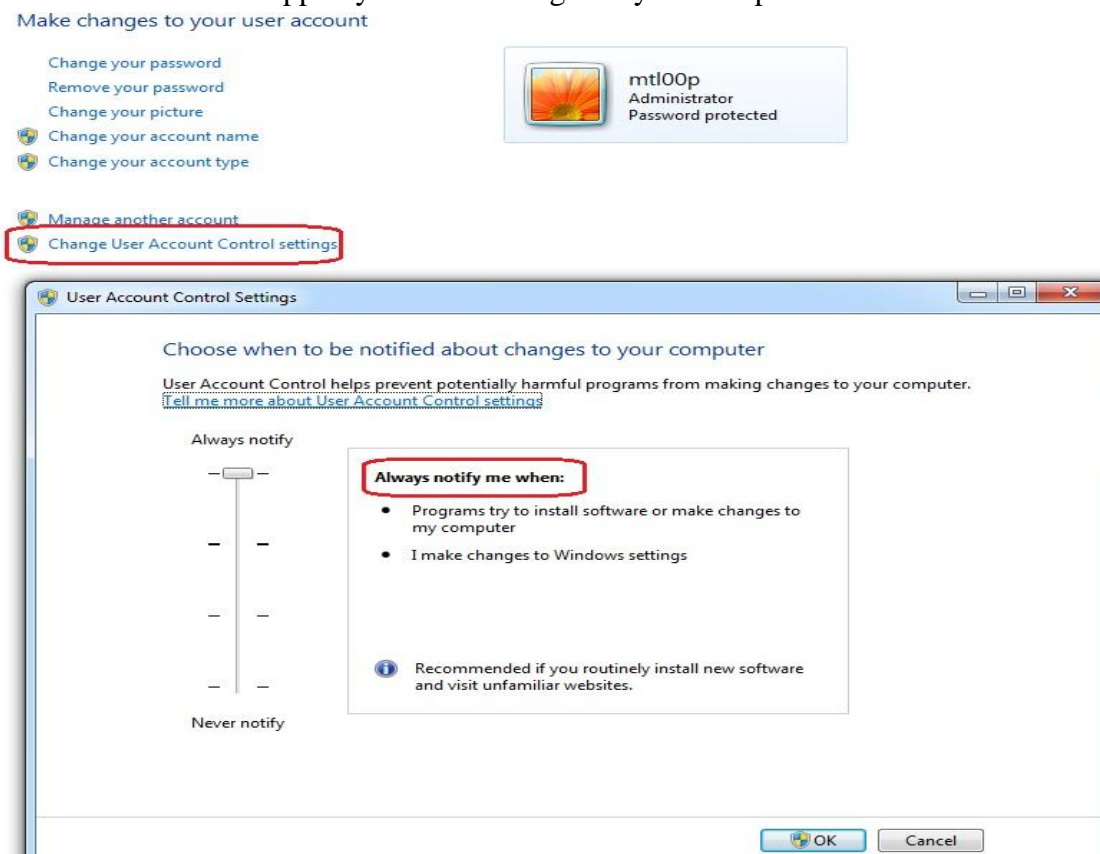 Make changes to your user account
Change your password
Remove your password
Change your picture
Change your account name
Change your account type
mtl00p
Administrator
Password protected
Manage another account
Change User Account Control settings
User Account Control Settings
Choose when to be notified about changes to your computer
User Account Control helps prevent potentially harmful programs from making changes to your computer.
Tell me more about User Account Control settings
Always notify
Always notify me when:
• Programs try to install software or make changes to
my computer
• I make changes to Windows settings
Recommended if you routinely install new software
and visit unfamiliar websites.
Never notify
OK Cancel